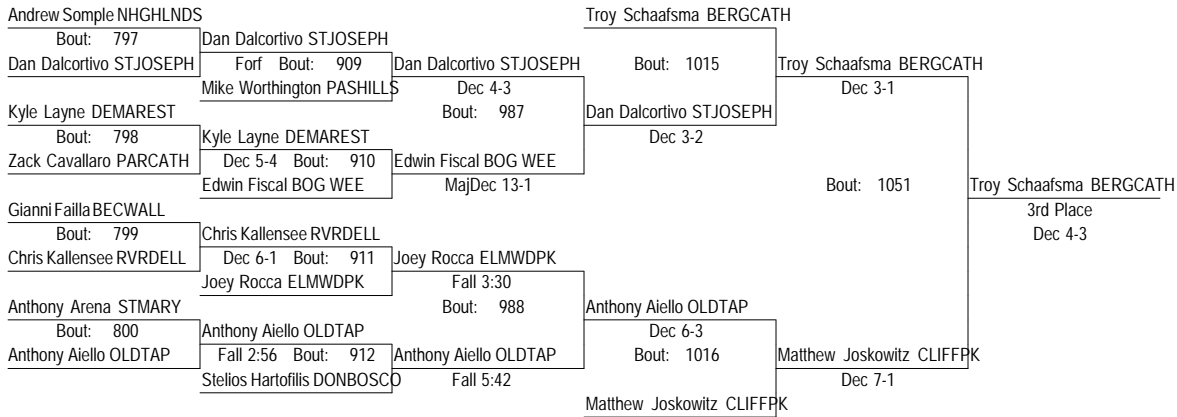 Andrew Somple NHGHLNDS
Troy Schaafsma BERGCATH
Bout: 797
Dan Dalcortivo STJOSEPH
Dan Dalcortivo STJOSEPH
Forf Bout: 909
Dan Dalcortivo STJOSEPH
Bout: 1015
Troy Schaafsma BERGCATH
Mike Worthington PASHILLS
Dec 4-3
Dec 3-1
Kyle Layne DEMAREST
Bout: 987
Dan Dalcortivo STJOSEPH
Bout: 798
Kyle Layne DEMAREST
Dec 3-2
Zack Cavallaro PARCATH
Dec 5-4 Bout: 910
Edwin Fiscal BOG WEE
Edwin Fiscal BOG WEE
MajDec 13-1
Bout: 1051
Troy Schaafsma BERGCATH
Gianni Failla BECWALL
3rd Place
Bout: 799
Chris Kallensee RVRDELL
Dec 4-3
Chris Kallensee RVRDELL
Dec 6-1 Bout: 911
Joey Rocca ELMWDPK
Joey Rocca ELMWDPK
Fall 3:30
Anthony Arena STMARY
Bout: 988
Anthony Aiello OLDTAP
Bout: 800
Anthony Aiello OLDTAP
Dec 6-3
Anthony Aiello OLDTAP
Fall 2:56 Bout: 912
Anthony Aiello OLDTAP
Bout: 1016
Matthew Joskowitz CLIFFPK
Stelios Hartofilis DONBOSCO
Fall 5:42
Dec 7-1
Matthew Joskowitz CLIFFPK